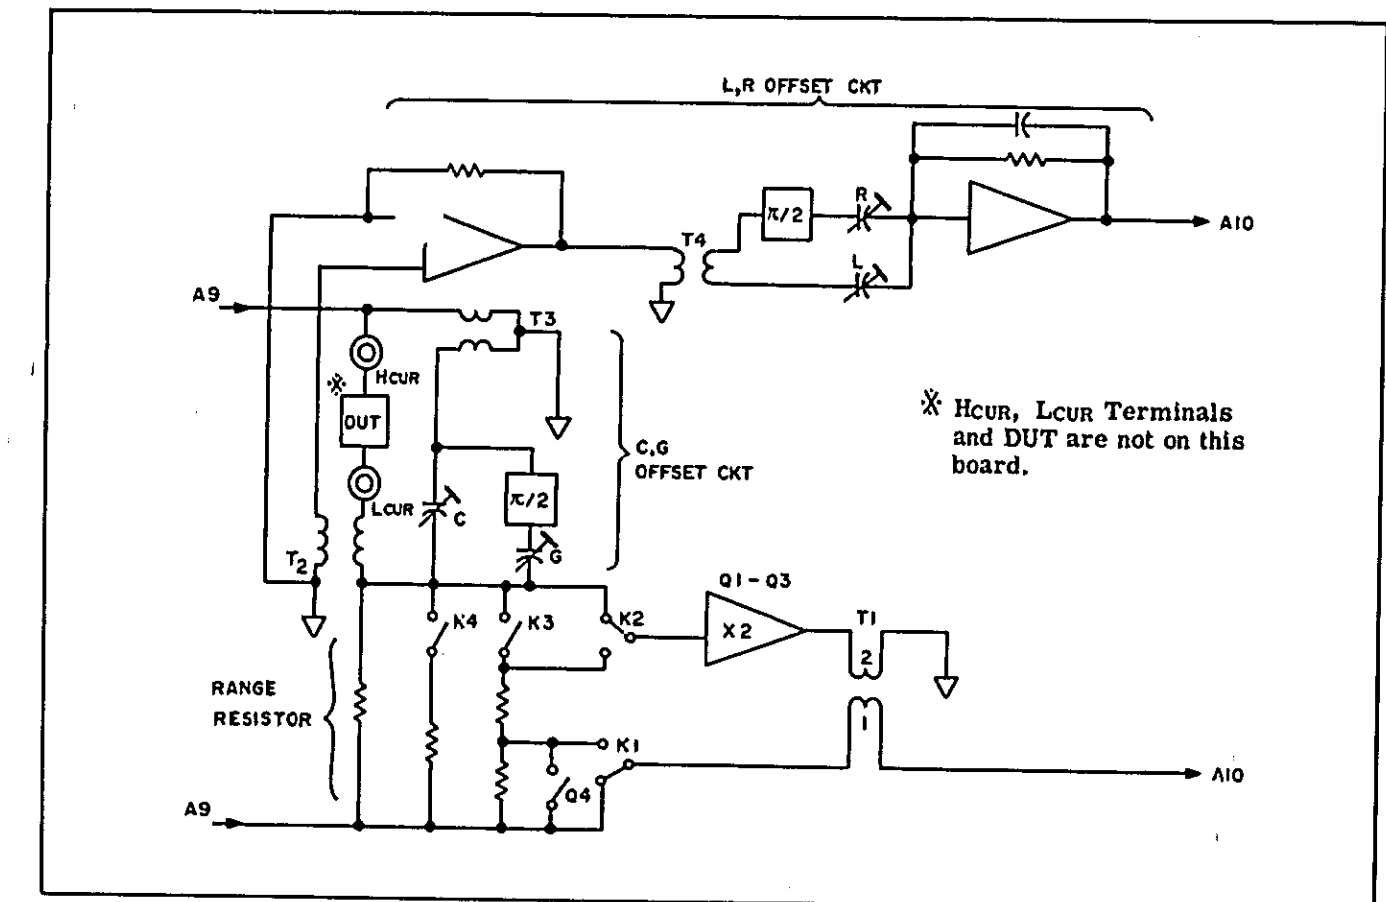 L,R OFFSET CKT
R
π/2
A10
T4
L
A9
T3
※
HCUR
DUT
※ HCUR, LCUR Terminals
and DUT are not on this
board.
C,G
OFFSET CKT
π/2
LCUR
C
G
T2
Q1-Q3
K4
K3
K2
X2
T1
2
RANGE
RESISTOR
1
K1
Q4
A10
A9